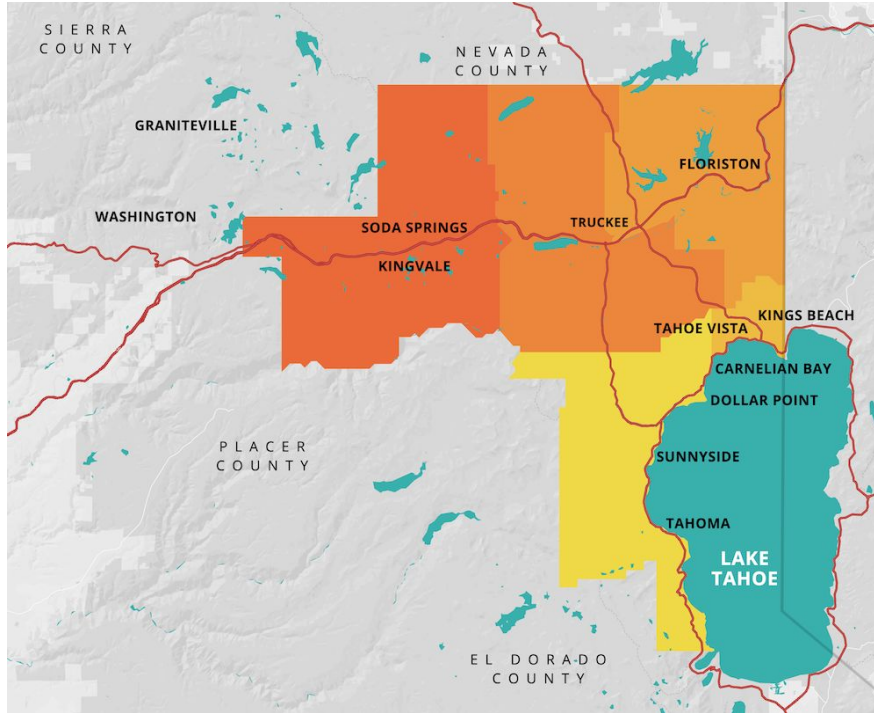 SIERRA
COUNTY
NEVADA
COUNTY
GRANITEVILLE
FLORISTON
WASHINGTON
SODA SPRINGS
TRUCKEE
KINGVALE
KINGS BEACH
TAHOE VISTA
CARNELIAN BAY
DOLLAR POINT
PLACER
COUNTY
SUNNYSIDE
TAHOMA
LAKE
TAHOE
EL DORADO
COUNTY